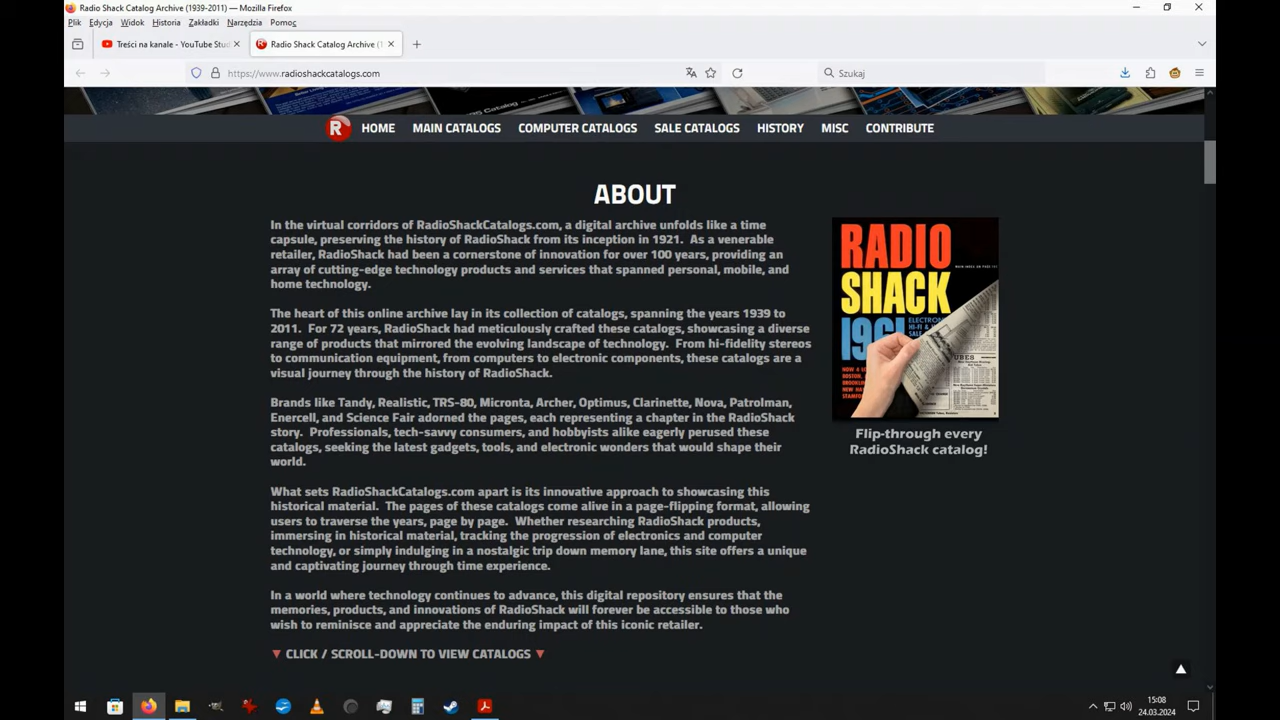 Radio Shack Catalog Archive (1939-2011) — Mozilla Firefox
Plik Edycja Widok Historia Zakładki Narzędzia Pomoc
Treści na kanale - YouTube Stud
Radio Shack Catalog Archive (1
https://www.radioshackcatalogs.com
Szukaj
R HOME MAIN CATALOGS COMPUTER CATALOGS SALE CATALOGS HISTORY MISC CONTRIBUTE
ABOUT
In the virtual corridors of RadioShackCatalogs.com, a digital archive unfolds like a time
capsule, preserving the history of RadioShack from its inception in 1921. As a venerable
retailer, RadioShack had been a cornerstone of innovation for over 100 years, providing an
array of cutting-edge technology products and services that spanned personal, mobile, and
home technology.
The heart of this online archive lay in its collection of catalogs, spanning the years 1939 to
2011. For 72 years, RadioShack had meticulously crafted these catalogs, showcasing a diverse
range of products that mirrored the evolving landscape of technology. From hi-fidelity stereos
to communication equipment, from computers to electronic components, these catalogs are a
visual journey through the history of RadioShack.
Brands like Tandy, Realistic, TRS-80, Micronta, Archer, Optimus, Clarinette, Nova, Patrolman,
Enercell, and Science Fair adorned the pages, each representing a chapter in the RadioShack
story. Professionals, tech-savvy consumers, and hobbyists alike eagerly perused these
catalogs, seeking the latest gadgets, tools, and electronic wonders that would shape their
world.
What sets RadioShackCatalogs.com apart is its innovative approach to showcasing this
historical material. The pages of these catalogs come alive in a page-flipping format, allowing
users to traverse the years, page by page. Whether researching RadioShack products,
immersing in historical material, tracking the progression of electronics and computer
technology, or simply indulging in a nostalgic trip down memory lane, this site offers a unique
and captivating journey through time experience.
In a world where technology continues to advance, this digital repository ensures that the
memories, products, and innovations of RadioShack will forever be accessible to those who
wish to reminisce and appreciate the enduring impact of this iconic retailer.
▼ CLICK / SCROLL-DOWN TO VIEW CATALOGS ▼
RADIO
SHACK
1961
Flip-through every
RadioShack catalog!
15:08
24.03.2024